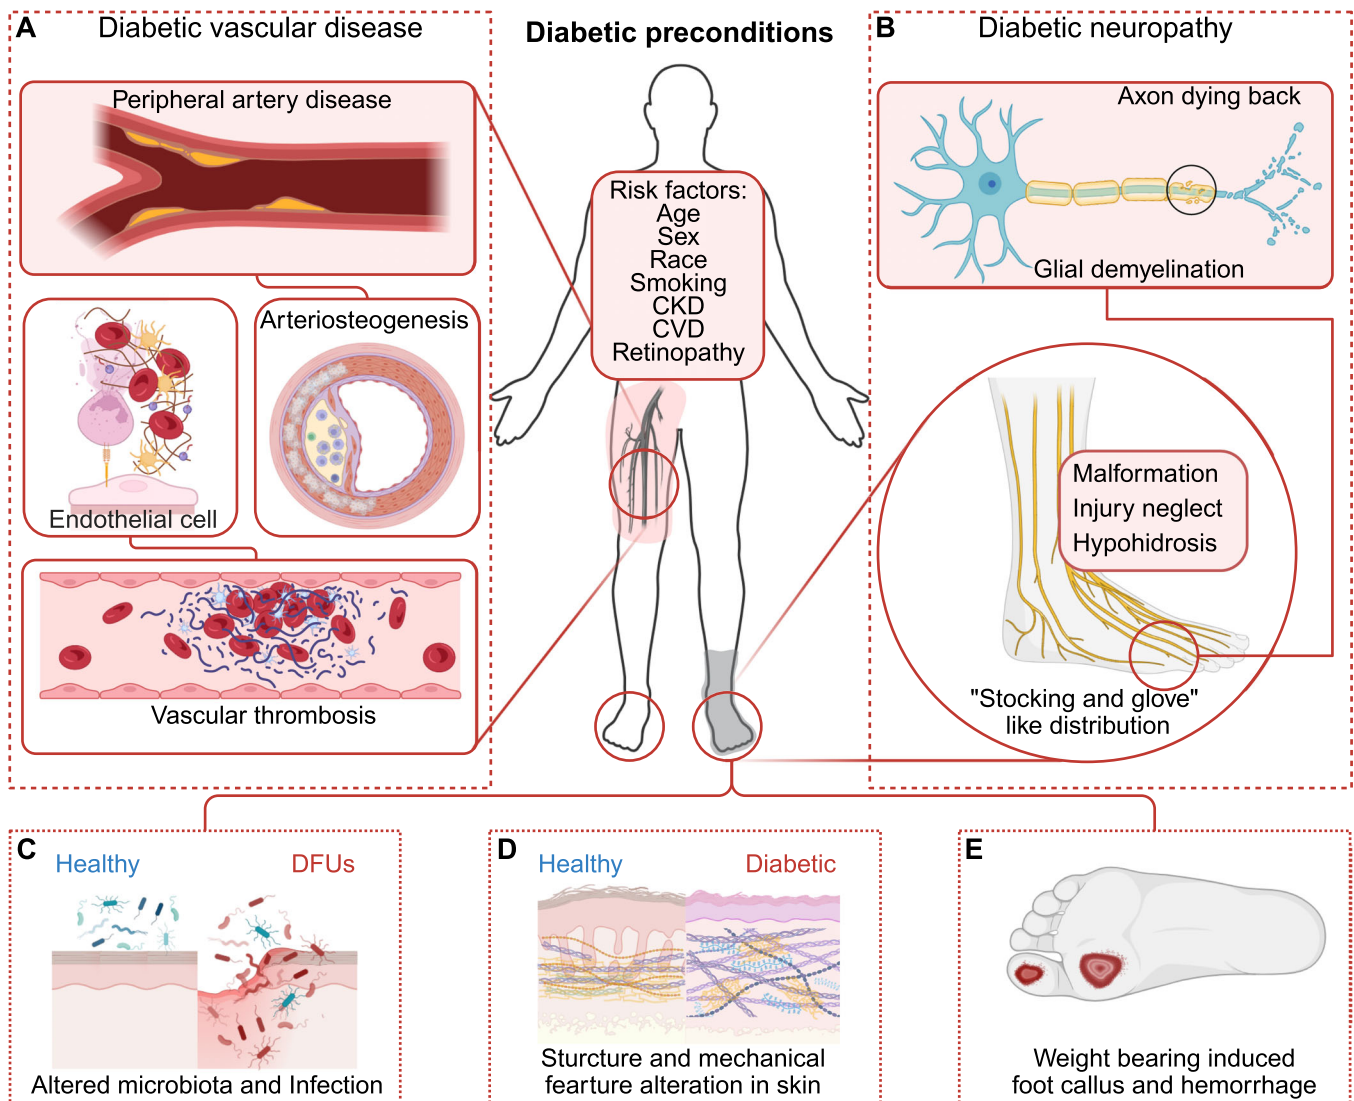 A
Diabetic vascular disease
Diabetic preconditions
B
Diabetic neuropathy
Peripheral artery disease
Arteriosteogenesis
Endothelial cell
Vascular thrombosis
Risk factors:
Age
Sex
Race
Smoking
CKD
CVD
Retinopathy
Axon dying back
Glial demyelination
Malformation
Injury neglect
Hypohidrosis
"Stocking and glove"
like distribution
C
Healthy
DFUs
Altered microbiota and Infection
D
Healthy
Diabetic
Sturcture and mechanical
fearture alteration in skin
E
Weight bearing induced
foot callus and hemorrhage